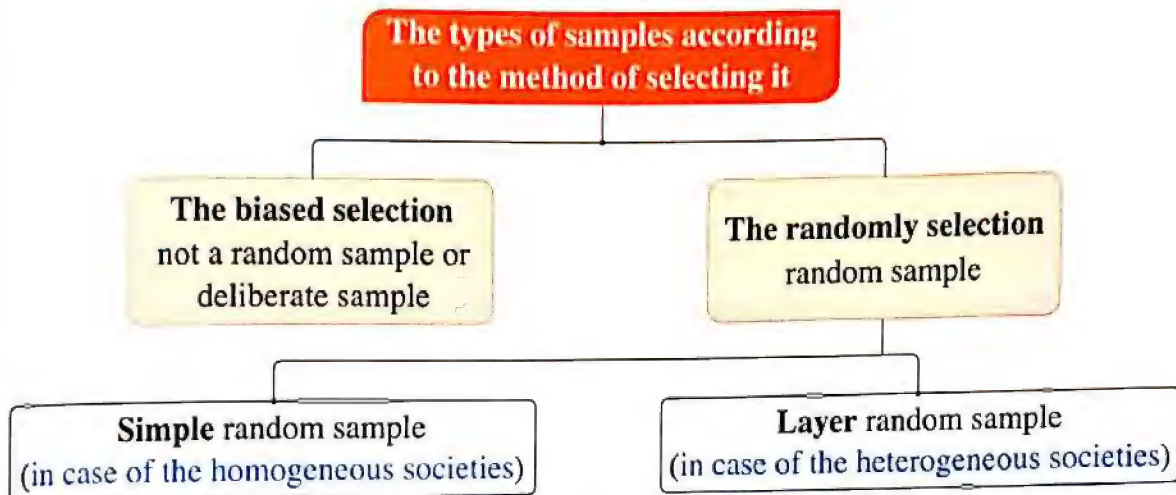 The types of samples according
to the method of selecting it
The biased selection
not a random sample or
deliberate sample
The randomly selection
random sample
Simple random sample
(in case of the homogeneous societies)
Layer random sample
(in case of the heterogeneous societies)